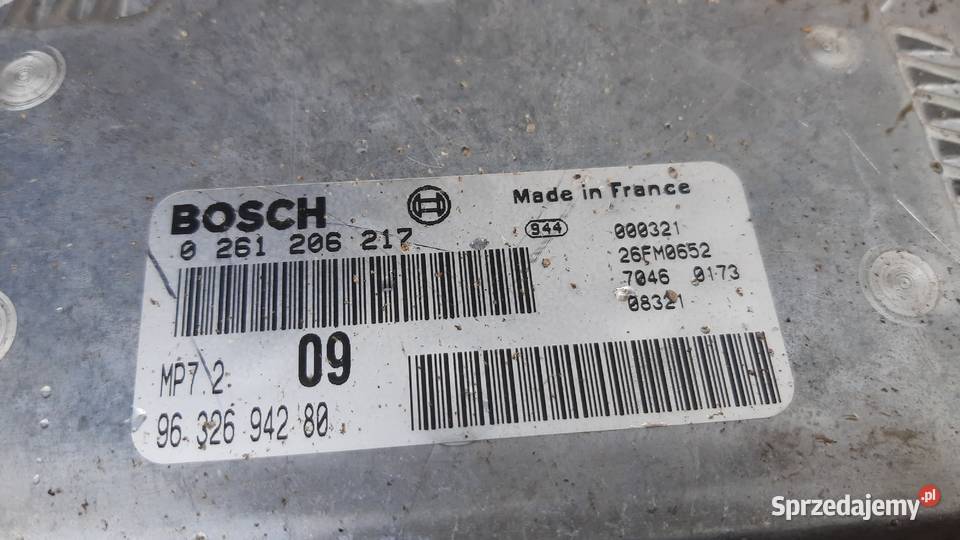 BOSCH
0 261 206 217
Made in France
944
000321
26FM0652
7046 0173
08321
MP7.2
09
96 326 942 80
Sprzedajemy.pl